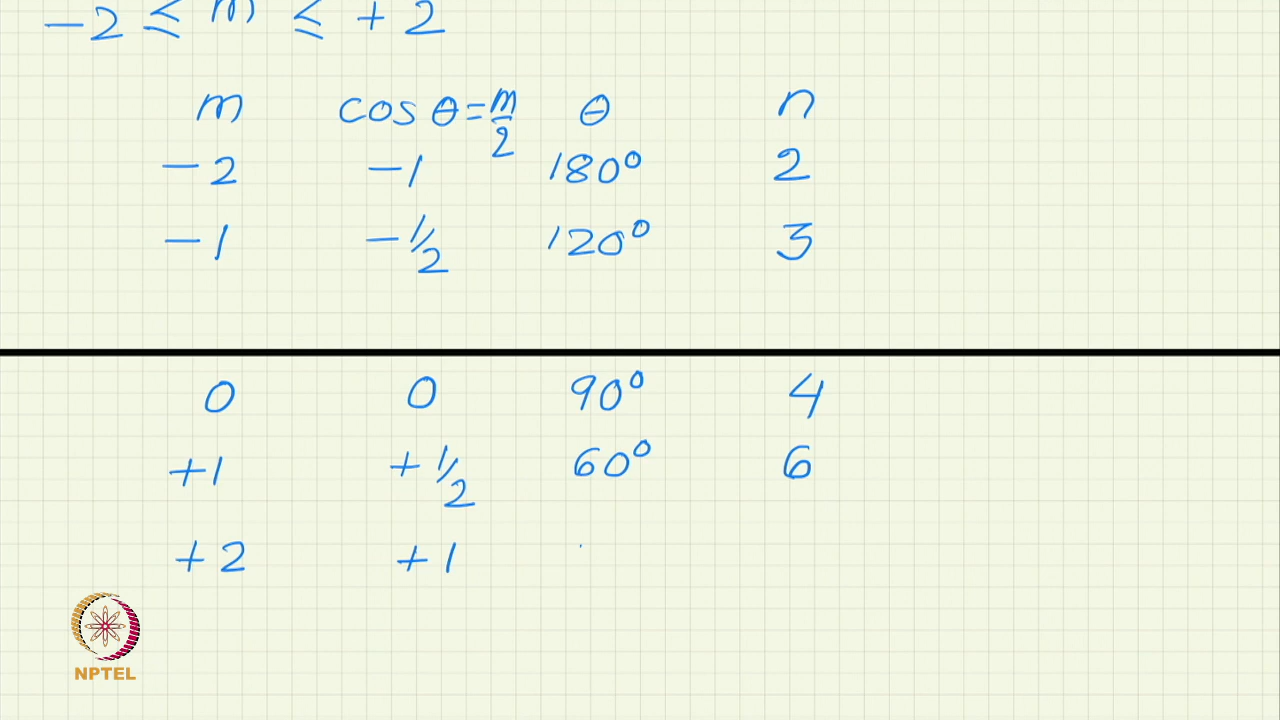 -2 ≤ m ≤ +2
m cos θ = m/2 θ n
-2 -1 180° 2
-1 -1/2 120° 3
0 0 90° 4
+1 +1/2 60° 6
+2 +1
NPTEL